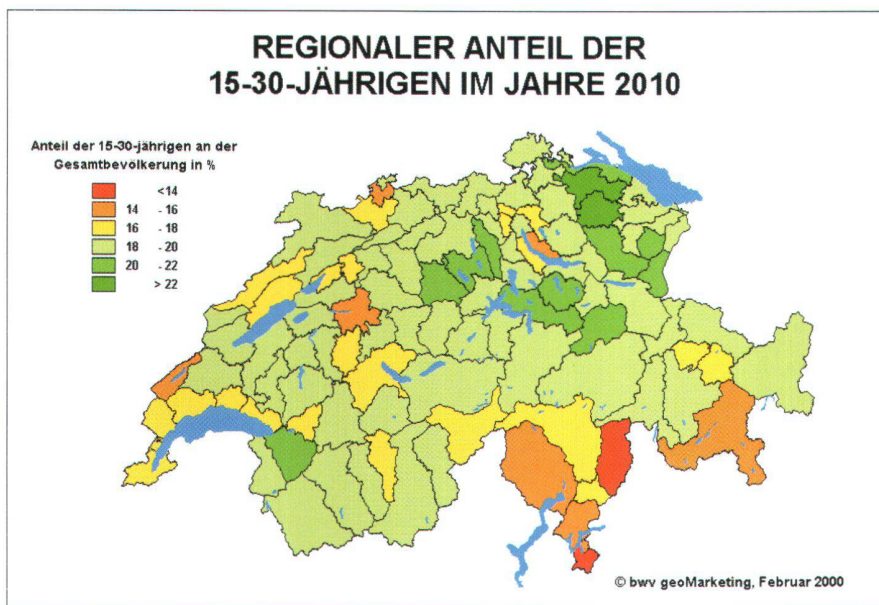 REGIONALER ANTEIL DER
15-30-JÄHRIGEN IM JAHRE 2010
Anteil der 15-30-jährigen an der
Gesamtbevölkerung in %
<14
14 - 16
16 - 18
18 - 20
20 - 22
> 22
© bwv geoMarketing, Februar 2000